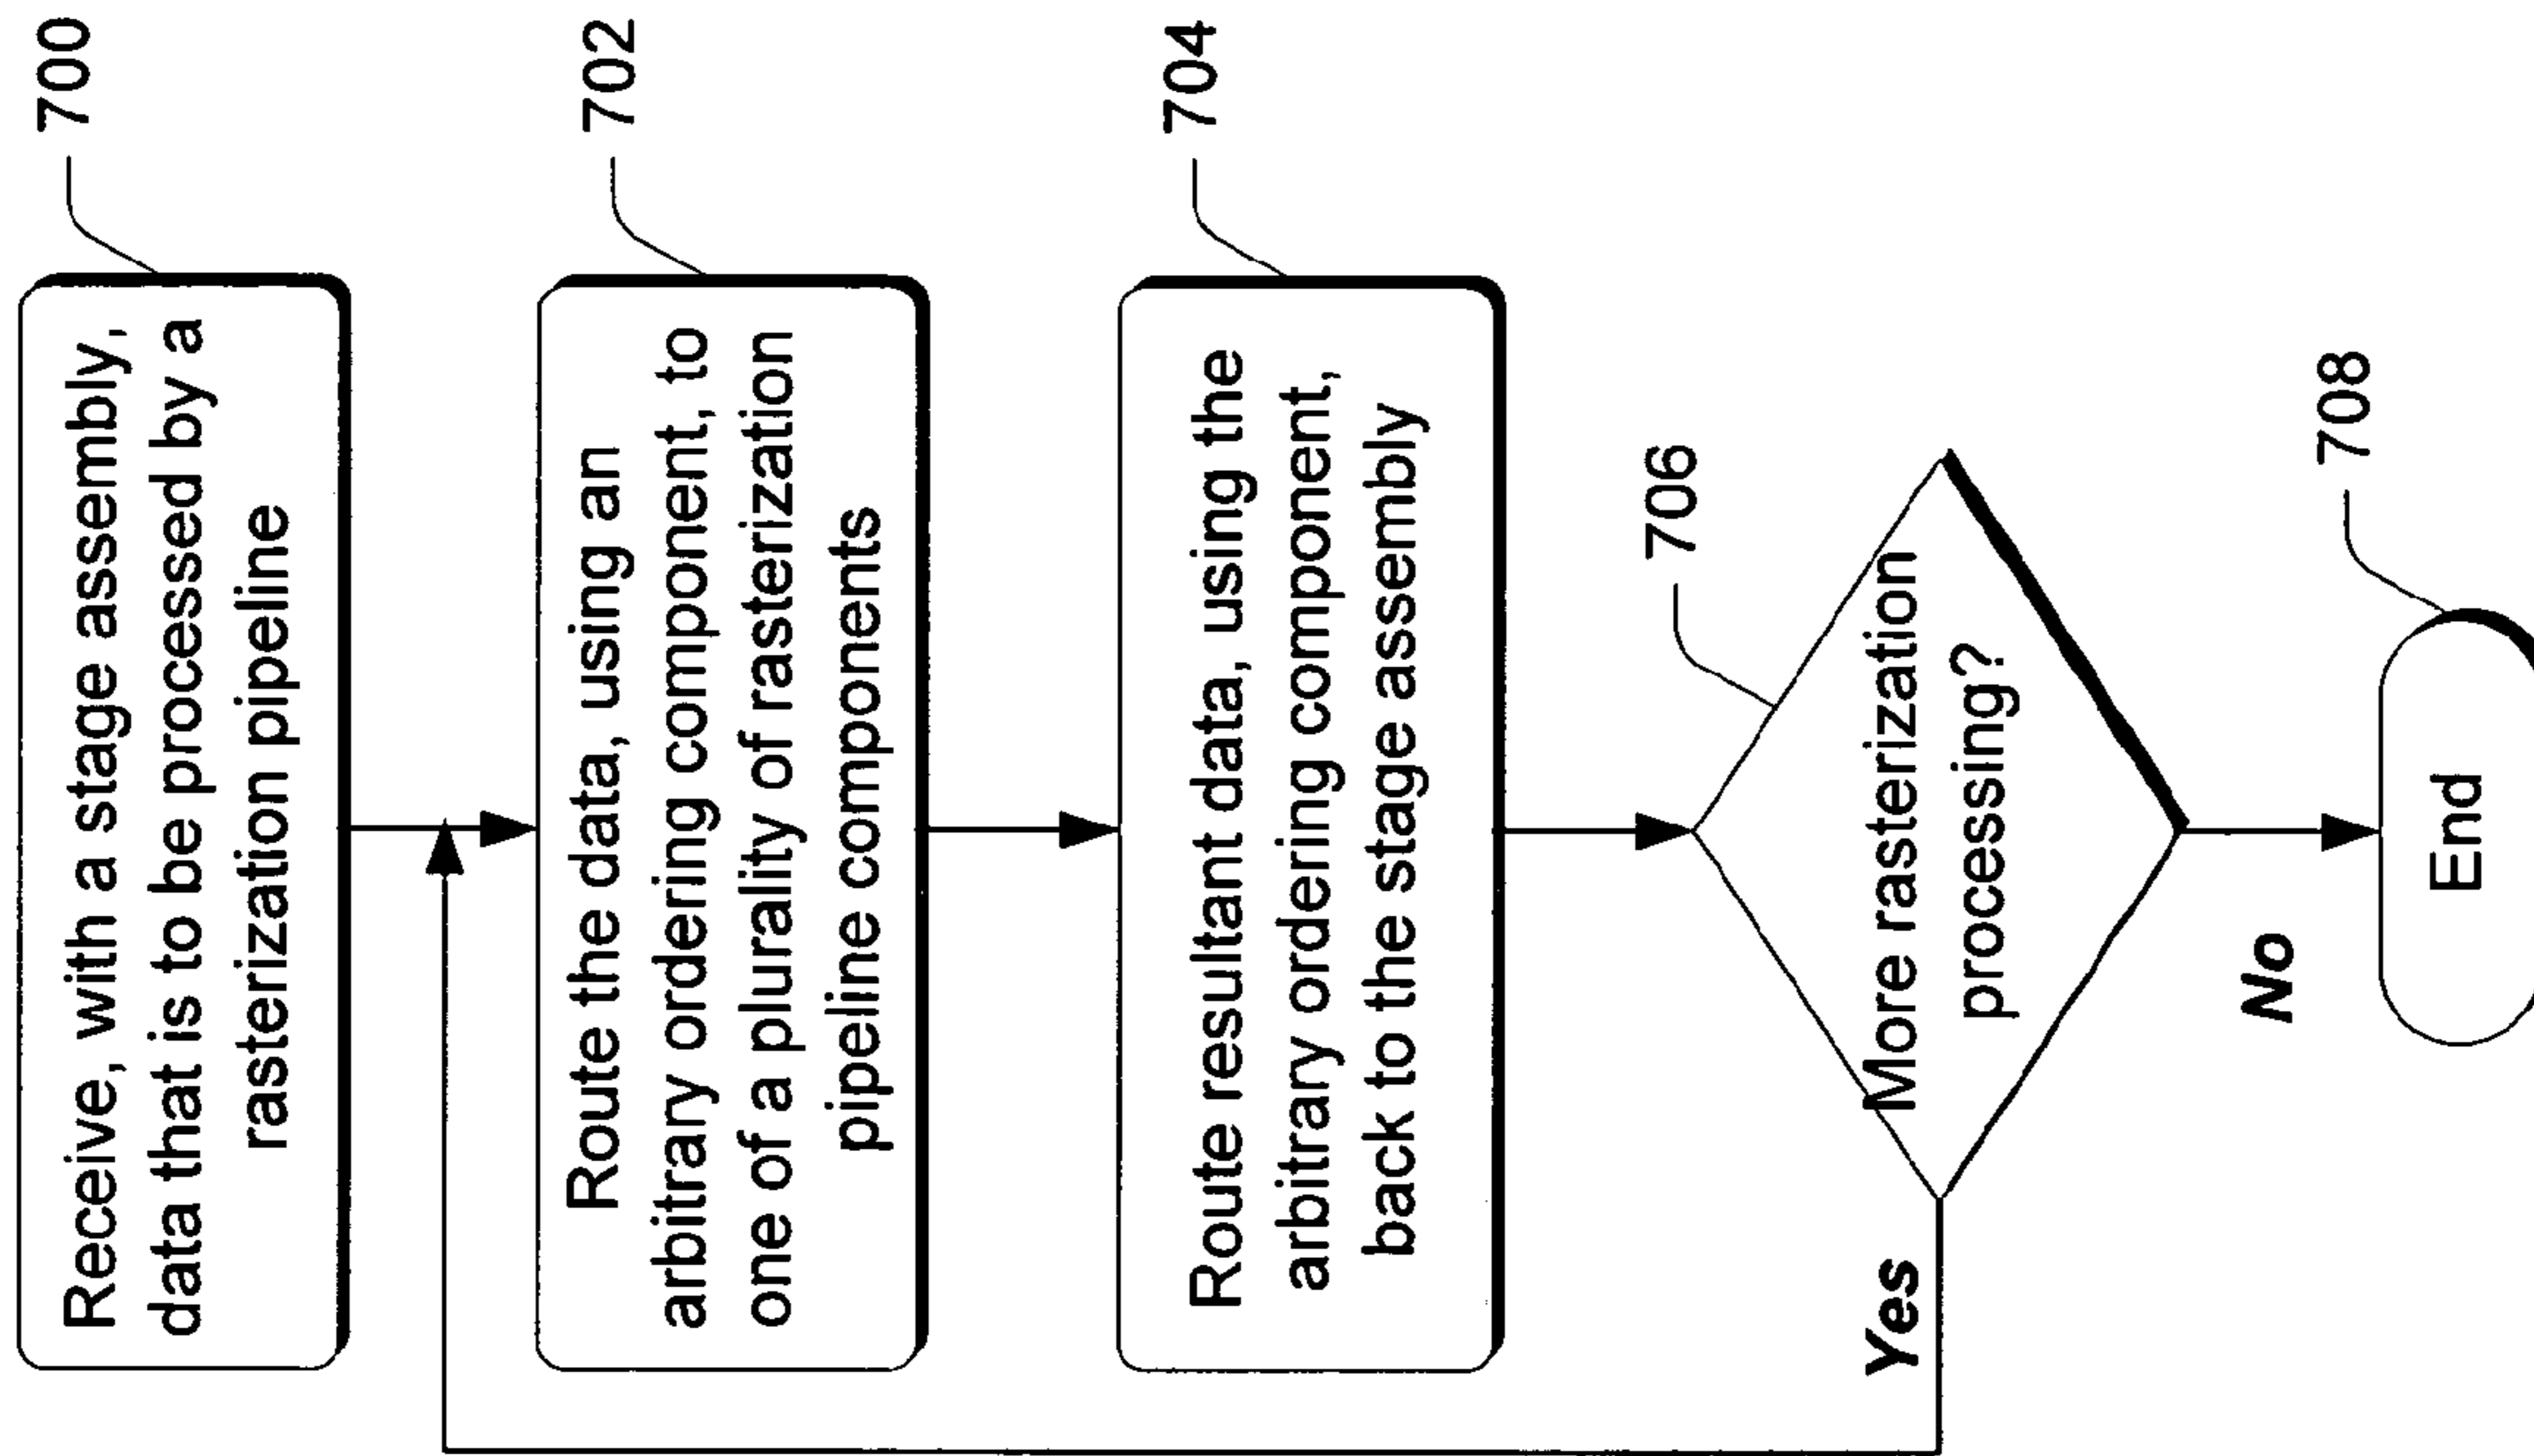 700
Receive, with a stage assembly,
data that is to be processed by a
rasterization pipeline
702
Route the data, using an
arbitrary ordering component, to
one of a plurality of rasterization
pipeline components
704
Route resultant data, using the
arbitrary ordering component,
back to the stage assembly
706
More rasterization
processing?
Yes
No
708
End